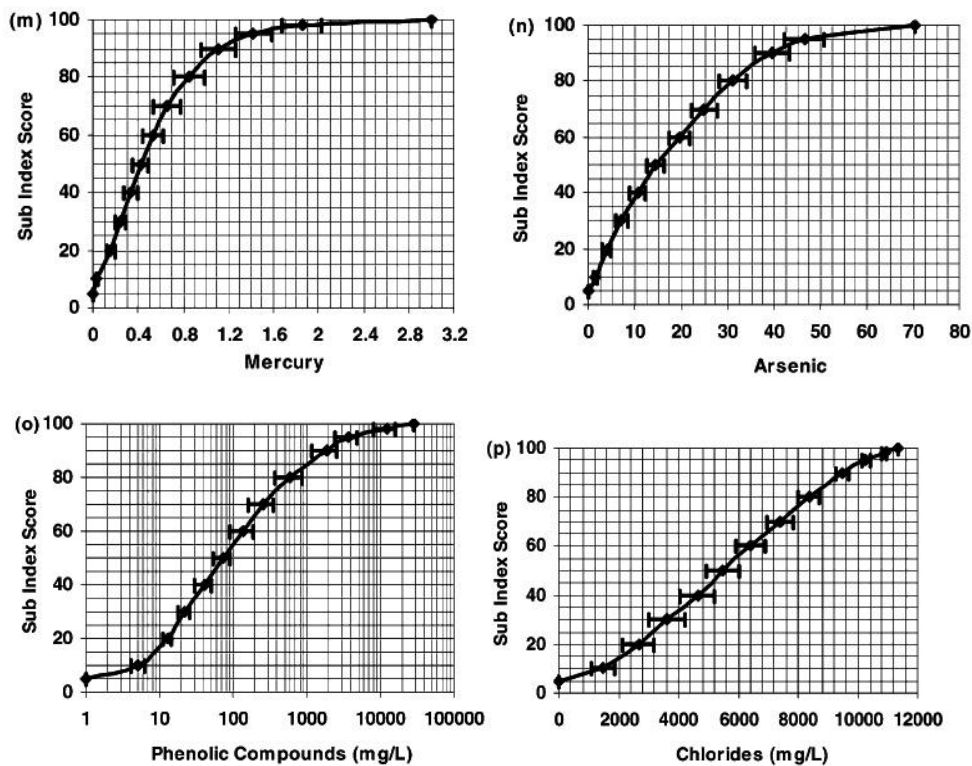 (m) 100
80
60
40
20
0
Sub Index Score
0 0.4 0.8 1.2 1.6 2 2.4 2.8 3.2
Mercury
(n) 100
80
60
40
20
0
Sub Index Score
0 10 20 30 40 50 60 70 80
Arsenic
(o) 100
80
60
40
20
0
Sub Index Score
1 10 100 1000 10000 100000
Phenolic Compounds (mg/L)
(p) 100
80
60
40
20
0
Sub Index Score
0 2000 4000 6000 8000 10000 12000
Chlorides (mg/L)